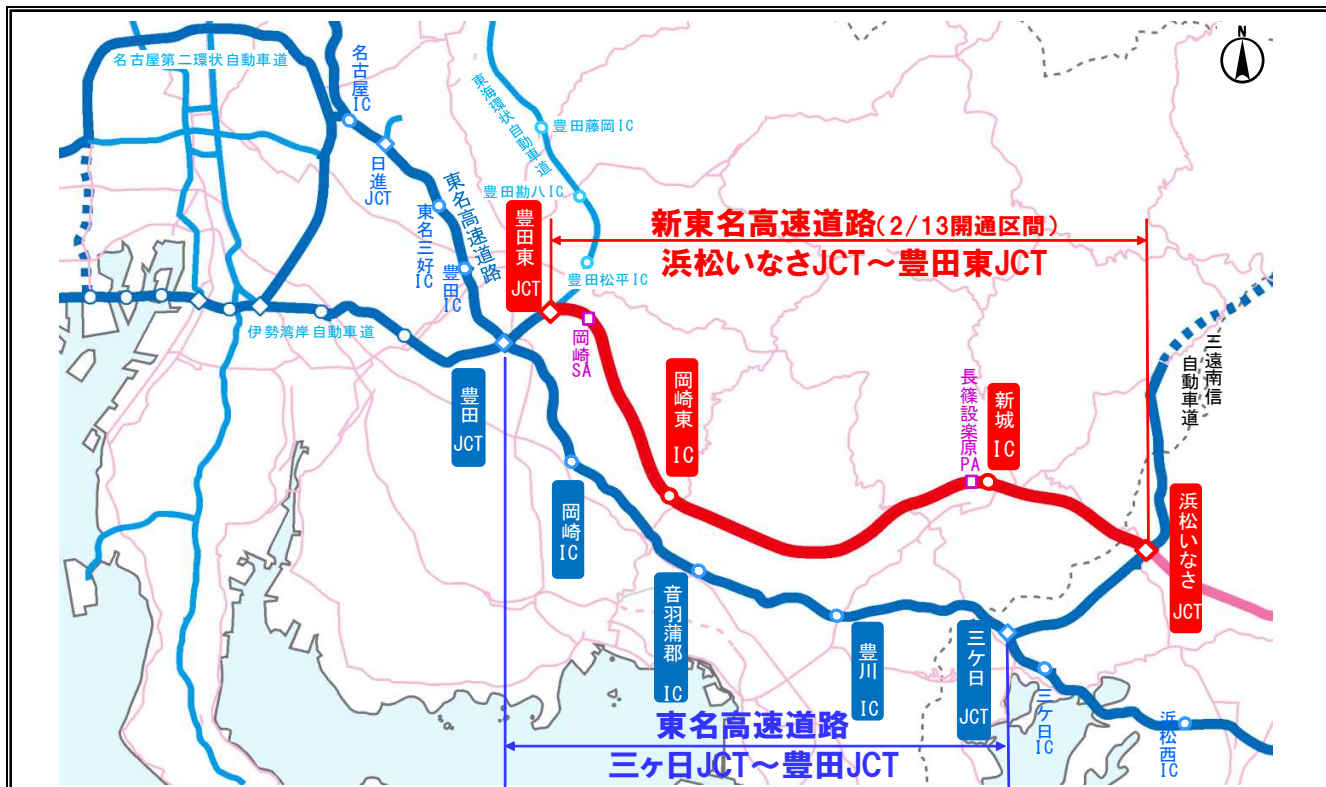 N
名古屋第二環状自動車道
名古屋IC
日進JCT
東名三好IC
豊田IC
東名高速道路
東海環状自動車道
豊田藤岡IC
豊田勘八IC
豊田松平IC
豊田東JCT
新東名高速道路(2/13開通区間)
浜松いなさJCT~豊田東JCT
伊勢湾岸自動車道
豊田JCT
岡崎SA
岡崎東IC
長篠設楽原PA
新城IC
三遠南信
自動車道
浜松いなさJCT
岡崎IC
音羽蒲郡IC
豊川IC
三ケ日JCT
三ケ日IC
浜松西IC
東名高速道路
三ヶ日JCT~豊田JCT